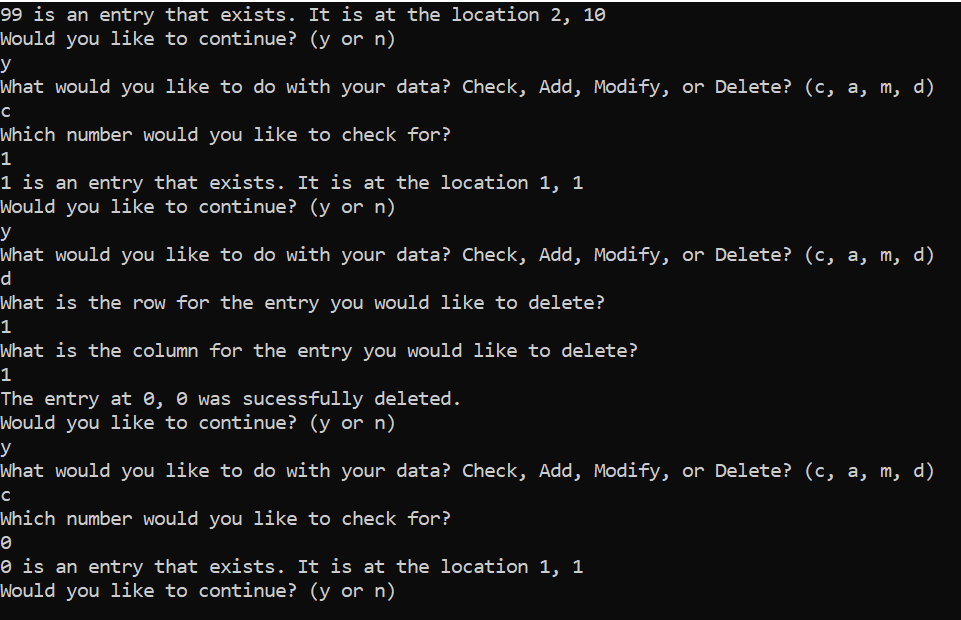 99 is an entry that exists. It is at the location 2, 10
Would you like to continue? (y or n)
y
What would you like to do with your data? Check, Add, Modify, or Delete? (c, a, m, d)
c
Which number would you like to check for?
1
1 is an entry that exists. It is at the location 1, 1
Would you like to continue? (y or n)
y
What would you like to do with your data? Check, Add, Modify, or Delete? (c, a, m, d)
d
What is the row for the entry you would like to delete?
1
What is the column for the entry you would like to delete?
1
The entry at 0, 0 was sucessfully deleted.
Would you like to continue? (y or n)
y
What would you like to do with your data? Check, Add, Modify, or Delete? (c, a, m, d)
c
Which number would you like to check for?
0
0 is an entry that exists. It is at the location 1, 1
Would you like to continue? (y or n)